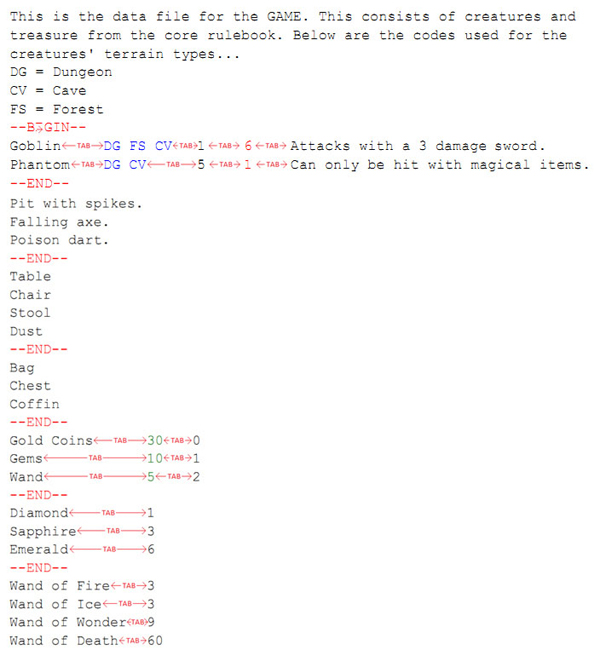 This is the data file for the GAME. This consists of creatures and
treasure from the core rulebook. Below are the codes used for the
creatures' terrain types...
DG = Dungeon
CV = Cave
FS = Forest
--BEGIN--
Goblin←TAB→DG FS CV←TAB→1←TAB→6←TAB→Attacks with a 3 damage sword.
Phantom←TAB→DG CV←TAB→5←TAB→1←TAB→Can only be hit with magical items.
--END--
Pit with spikes.
Falling axe.
Poison dart.
--END--
Table
Chair
Stool
Dust
--END--
Bag
Chest
Coffin
--END--
Gold Coins←TAB→30←TAB→0
Gems←TAB→10←TAB→1
Wand←TAB→5←TAB→2
--END--
Diamond←TAB→1
Sapphire←TAB→3
Emerald←TAB→6
--END--
Wand of Fire←TAB→3
Wand of Ice←TAB→3
Wand of Wonder←TAB→9
Wand of Death←TAB→60